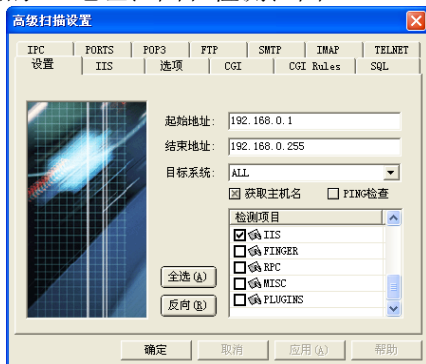 高级扫描设置
IPC PORTS POP3 FTP SMTP IMAP TELNET
设置 IIS 选项 CGI CGI Rules SQL
起始地址: 192.168.0.1
结束地址: 192.168.0.255
目标系统: ALL
获取主机名 PING检查
检测项目
IIS
FINGER
RPC
MISC
PLUGINS
全选(A)
反向(R)
确定 取消 应用(A) 帮助